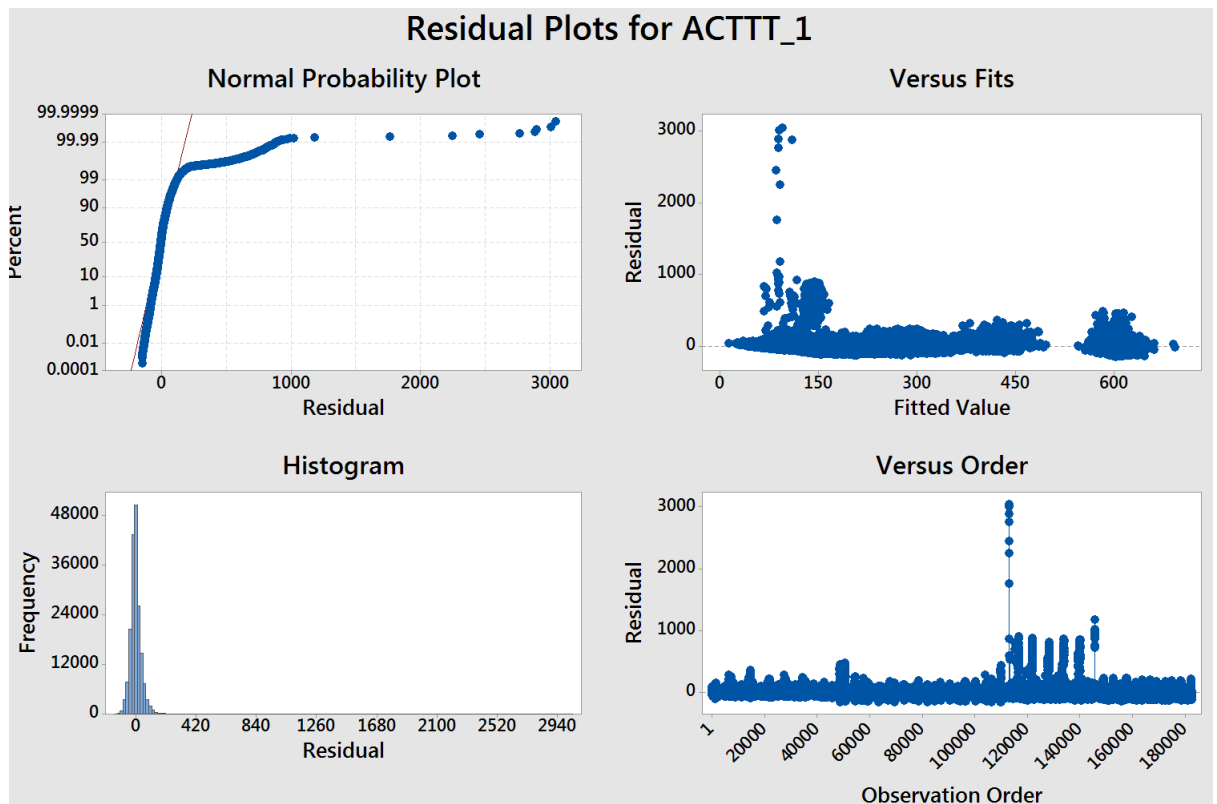 Residual Plots for ACTTT_1
Normal Probability Plot
99.9999
99.99
99
90
50
10
1
0.01
0.0001
Percent
0 1000 2000 3000
Residual
Versus Fits
3000
2000
1000
0
Residual
0 150 300 450 600
Fitted Value
Histogram
48000
36000
24000
12000
0
Frequency
0 420 840 1260 1680 2100 2520 2940
Residual
Versus Order
3000
2000
1000
0
Residual
1 20000 40000 60000 80000 100000 120000 140000 160000 180000
Observation Order